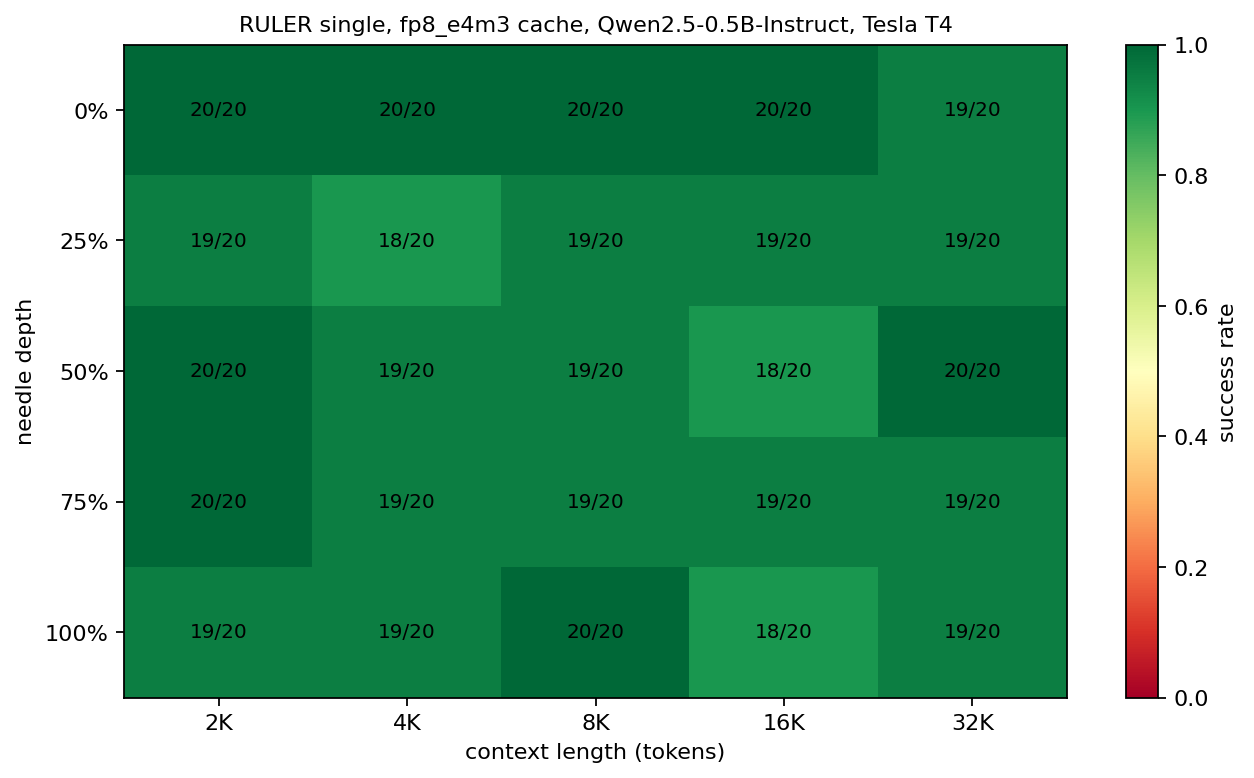 RULER single, fp8_e4m3 cache, Qwen2.5-0.5B-Instruct, Tesla T4
needle depth
0% 20/20 20/20 20/20 20/20 19/20
25% 19/20 18/20 19/20 19/20 19/20
50% 20/20 19/20 19/20 18/20 20/20
75% 20/20 19/20 19/20 19/20 19/20
100% 19/20 19/20 20/20 18/20 19/20
2K 4K 8K 16K 32K
context length (tokens)
1.0
0.8
0.6
0.4
0.2
0.0
success rate